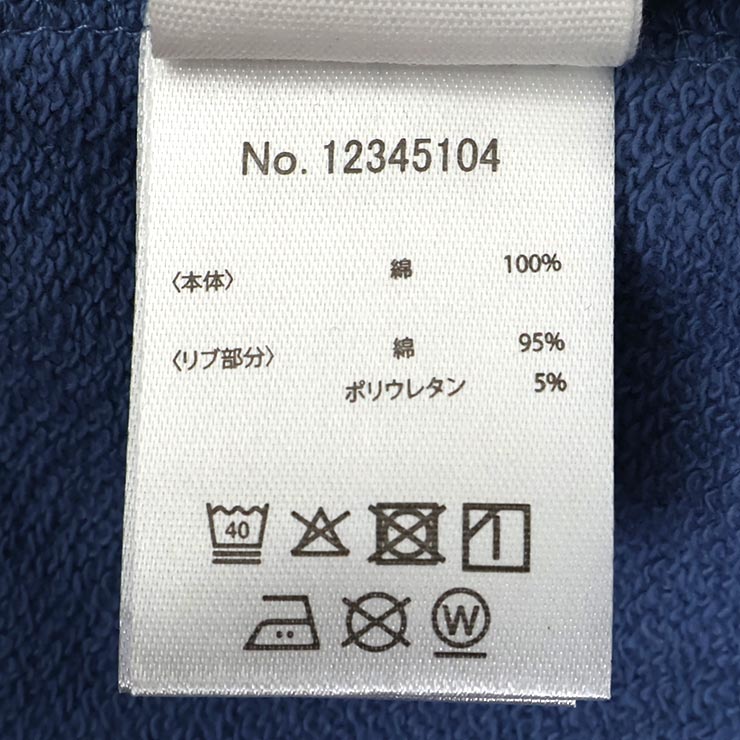 No. 12345104
〈本体〉 綿 100%
〈リブ部分〉 綿 95%
ポリウレタン 5%
40
W